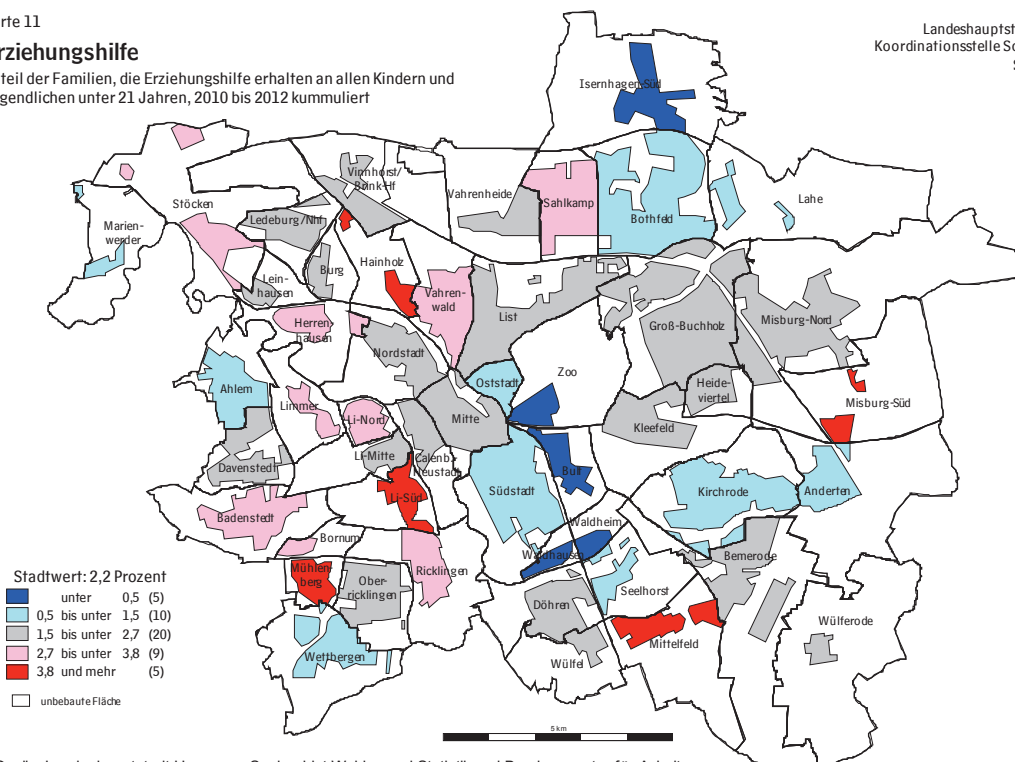 rte 11
rziehungshilfe
teil der Familien, die Erziehungshilfe erhalten an allen Kindern und
gendlichen unter 21 Jahren, 2010 bis 2012 kummuliert
Landeshauptst
Koordinationsstelle So
Isernhagen-Süd
Vinnhorst/
Brink-Hf
Vahrenheide
Sahlkamp
Bothfeld
Lahe
Stöcken
Marien-
werder
Ledeburg/Nhf
Hainholz
Burg
Lein-
hausen
Vahren-
wald
List
Groß-Buchholz
Misburg-Nord
Herren-
hausen
Nordstadt
Oststadt
Zoo
Heide-
viertel
Misburg-Süd
Ahlem
Limmer
Li-Nord
Mitte
Kleefeld
Li-Mitte
Calenb.-
Neustadt
Davenstedt
Li-Süd
Südstadt
Bult
Kirchrode
Anderten
Badenstedt
Bornum
Waldheim
Waldhausen
Bemerode
Mühlen-
berg
Ober-
ricklingen
Ricklingen
Seelhorst
Döhren
Mittelfeld
Wülferode
Wettbergen
Wülfel
Stadtwert: 2,2 Prozent
unter 0,5 (5)
0,5 bis unter 1,5 (10)
1,5 bis unter 2,7 (20)
2,7 bis unter 3,8 (9)
3,8 und mehr (5)
unbebaute Fläche
5 km